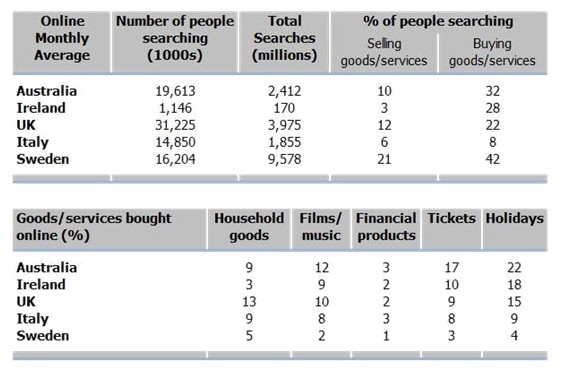 Online Monthly Average Number of people searching (1000s) Total Searches (millions) % of people searching
Selling goods/services Buying goods/services
Australia 19,613 2,412 10 32
Ireland 1,146 170 3 28
UK 31,225 3,975 12 22
Italy 14,850 1,855 6 8
Sweden 16,204 9,578 21 42
Goods/services bought online (%) Household goods Films/music Financial products Tickets Holidays
Australia 9 12 3 17 22
Ireland 3 9 2 10 18
UK 13 10 2 9 15
Italy 9 8 3 8 9
Sweden 5 2 1 3 4